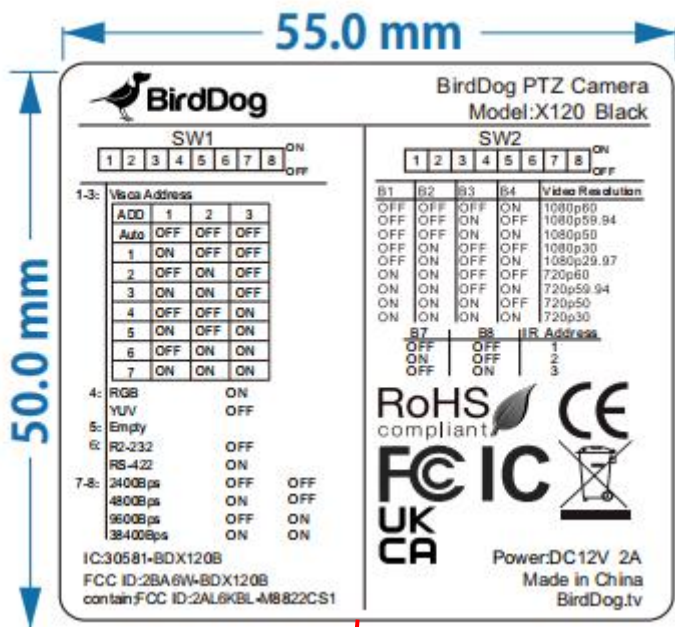 55.0 mm
50.0 mm
BirdDog
BirdDog PTZ Camera
Model:X120 Black
SW1
1 2 3 4 5 6 7 8 ON OFF
1-3: Visca Address
ADD 1 2 3
Auto OFF OFF OFF
1 ON OFF OFF
2 OFF ON OFF
3 ON ON OFF
4 OFF OFF ON
5 ON OFF ON
6 OFF ON ON
7 ON ON ON
4: RGB ON
YUV OFF
5: Empty
6: R2-232 OFF
RS-422 ON
7-8: 2400Bps OFF OFF
4800Bps ON OFF
9600Bps OFF ON
38400Bps ON ON
IC:30581-BDX120B
FCC ID:2BA6W-BDX120B
contain:FCC ID:2AL6KBL-M8822CS1
SW2
1 2 3 4 5 6 7 8 ON OFF
B1 B2 B3 B4 Video Resolution
OFF OFF OFF ON 1080p60
OFF OFF ON OFF 1080p59.94
OFF OFF ON ON 1080p50
OFF ON OFF OFF 1080p30
OFF ON OFF ON 1080p29.97
ON ON OFF OFF 720p60
ON ON OFF ON 720p59.94
ON ON ON OFF 720p50
ON ON ON ON 720p30
B7 B8 IR Address
OFF OFF 1
ON OFF 2
OFF ON 3
RoHS
compliant
CE
FC IC
UK
CA
Power:DC12V 2A
Made in China
BirdDog.tv